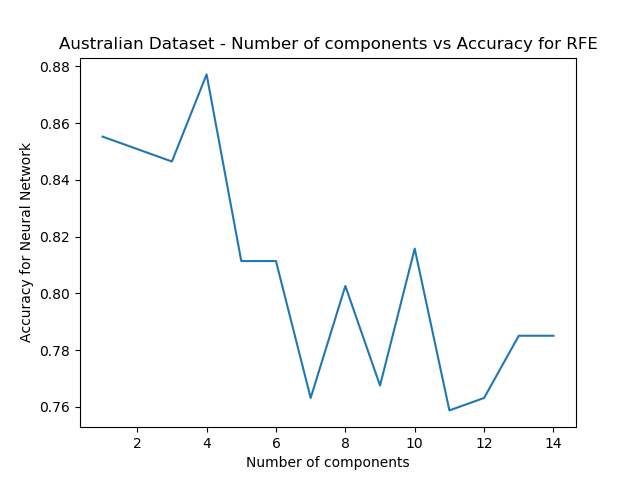 Australian Dataset - Number of components vs Accuracy for RFE
0.88
0.86
0.84
0.82
0.80
0.78
0.76
Accuracy for Neural Network
2 4 6 8 10 12 14
Number of components